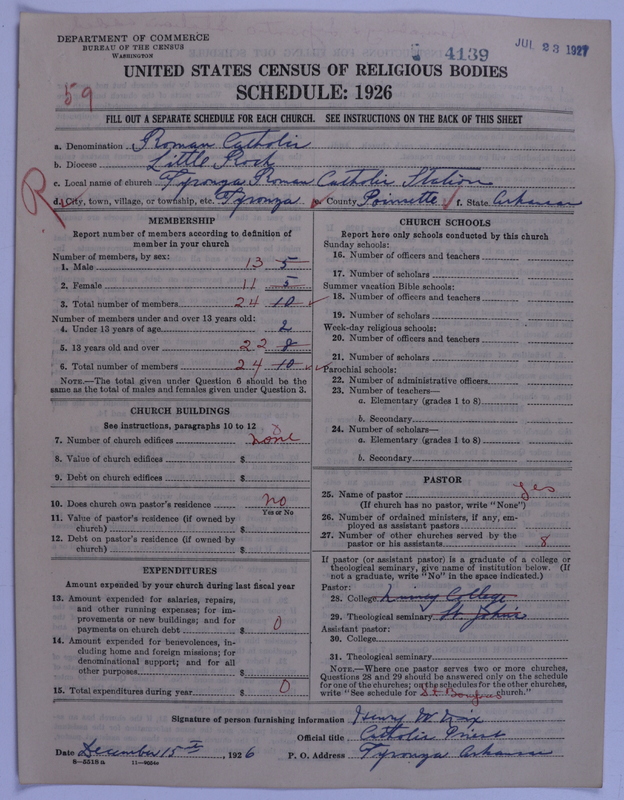 DEPARTMENT OF COMMERCE
BUREAU OF THE CENSUS
WASHINGTON
4139
JUL 23 1927
UNITED STATES CENSUS OF RELIGIOUS BODIES
SCHEDULE: 1926
59
FILL OUT A SEPARATE SCHEDULE FOR EACH CHURCH. SEE INSTRUCTIONS ON THE BACK OF THIS SHEET
a. Denomination Roman Catholic
b. Diocese Little Rock
c. Local name of church Tyronza Roman Catholic Station
R
d. City, town, village, or township, etc. Tyronza e. County Poinsette f. State Arkansas
MEMBERSHIP
Report number of members according to definition of member in your church
Number of members, by sex:
1. Male 13 5
2. Female 11 5
3. Total number of members 24 10
Number of members under and over 13 years old:
4. Under 13 years of age 2
5. 13 years old and over 22 8
6. Total number of members 24 10
NOTE.—The total given under Question 6 should be the
same as the total of males and females given under Question 3.
CHURCH BUILDINGS
See instructions, paragraphs 10 to 12
7. Number of church edifices none
8. Value of church edifices $
9. Debt on church edifices $
10. Does church own pastor's residence no
Yes or No
11. Value of pastor's residence (if owned by
church) $
12. Debt on pastor's residence (if owned by
church) $
EXPENDITURES
Amount expended by your church during last fiscal year
13. Amount expended for salaries, repairs,
and other running expenses; for im-
provements or new buildings; and for
payments on church debt $ 0
14. Amount expended for benevolences, in-
cluding home and foreign missions; for
denominational support; and for all
other purposes $
15. Total expenditures during year $ 0
CHURCH SCHOOLS
Report here only schools conducted by this church
Sunday schools:
16. Number of officers and teachers
17. Number of scholars
Summer vacation Bible schools:
18. Number of officers and teachers
19. Number of scholars
Week-day religious schools:
20. Number of officers and teachers
21. Number of scholars
Parochial schools:
22. Number of administrative officers
23. Number of teachers—
a. Elementary (grades 1 to 8)
b. Secondary
24. Number of scholars—
a. Elementary (grades 1 to 8)
b. Secondary
PASTOR
25. Name of pastor yes
(If church has no pastor, write "None")
26. Number of ordained ministers, if any, em-
ployed as assistant pastors
27. Number of other churches served by the
pastor or his assistants 8
If pastor (or assistant pastor) is a graduate of a college or
theological seminary, give name of institution below. (If
not a graduate, write "No" in the space indicated.)
Pastor:
28. College Quincy College
29. Theological seminary St. John's
Assistant pastor:
30. College
31. Theological seminary
NOTE.—Where one pastor serves two or more churches,
Questions 28 and 29 should be answered only on the schedule
for one of the churches; on the schedules for the other churches,
write "See schedule for St church."
Signature of person furnishing information Henry W.
Official title Catholic Priest
Date December 15th, 1926 P. O. Address Tyronza Arkansas
8—5518 a